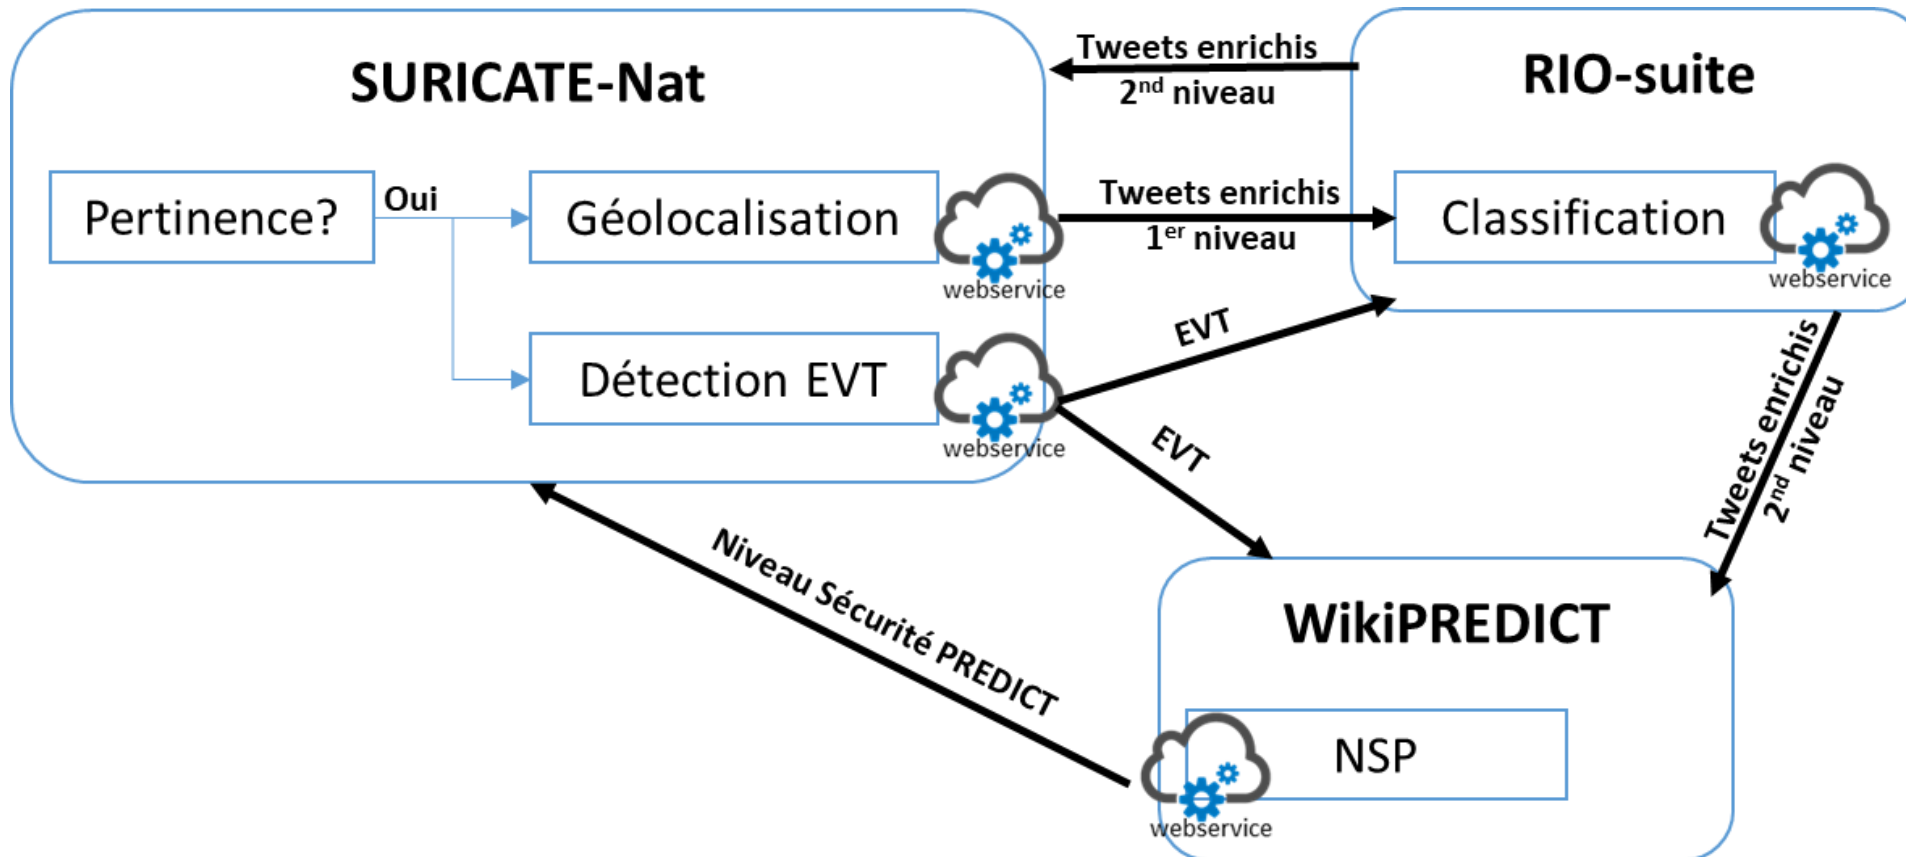 SURICATE-Nat
Pertinence?
Oui
Géolocalisation
webservice
Détection EVT
webservice
Tweets enrichis
2nd niveau
Tweets enrichis
1er niveau
RIO-suite
Classification
webservice
EVT
EVT
Tweets enrichis
2nd niveau
Niveau Sécurité PREDICT
WikiPREDICT
NSP
webservice